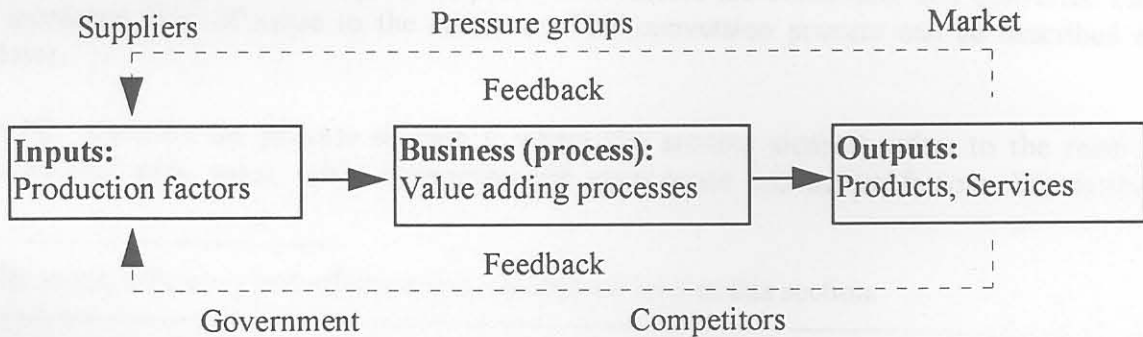 Suppliers Pressure groups Market
Feedback
Inputs: Business (process): Outputs:
Production factors Value adding processes Products, Services
Feedback
Government Competitors